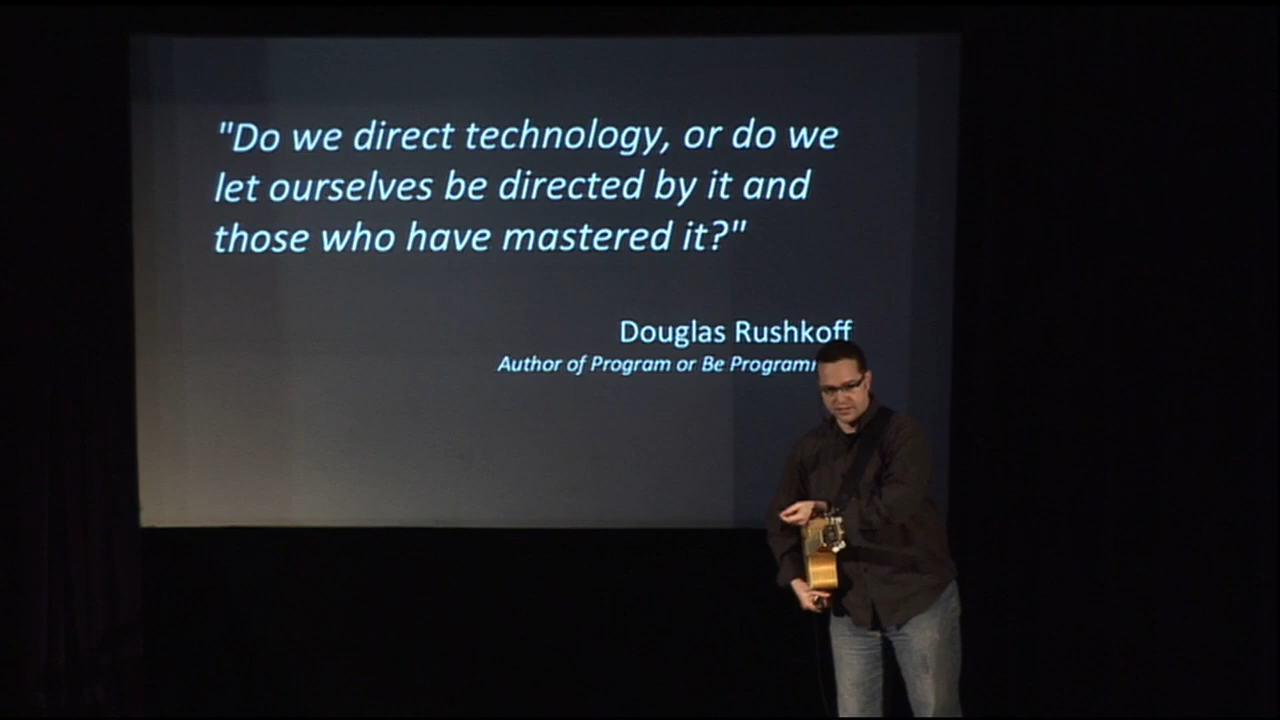 "Do we direct technology, or do we
let ourselves be directed by it and
those who have mastered it?"
Douglas Rushkoff
Author of Program or Be